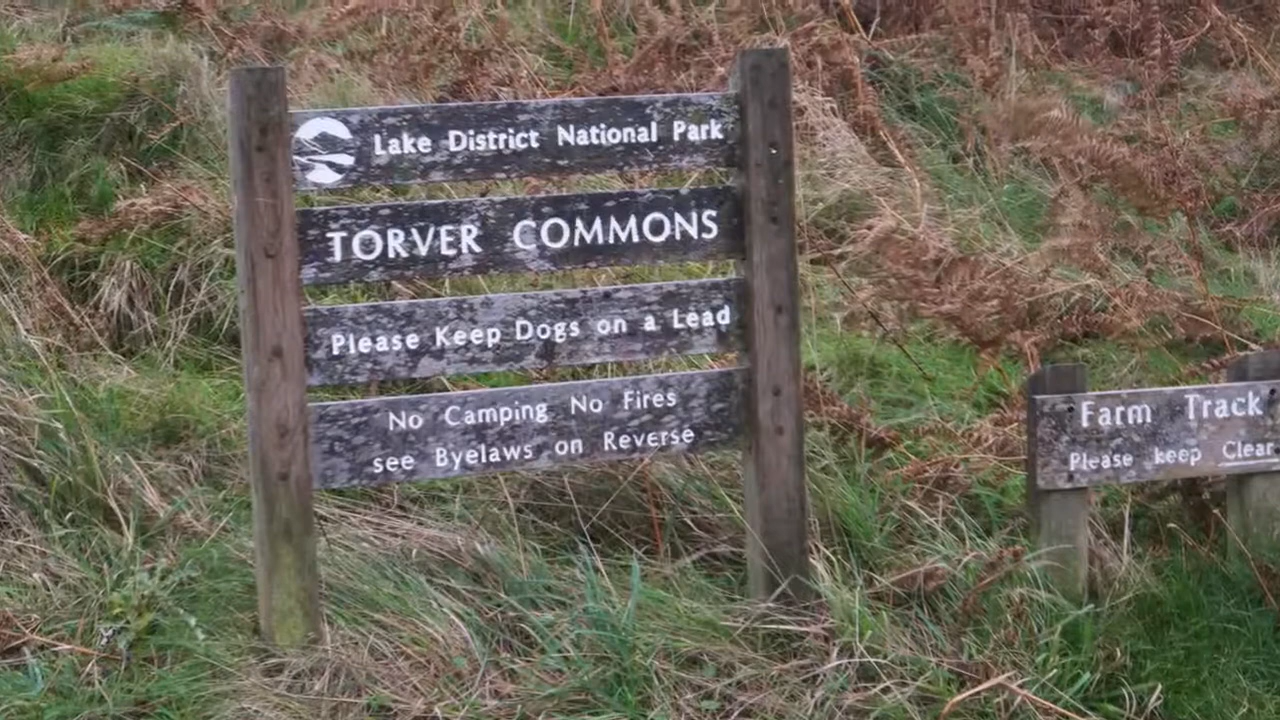 Lake District National Park
TORVER COMMONS
Please Keep Dogs on a Lead
No Camping No Fires
see Byelaws on Reverse
Farm Track
Please keep Clear